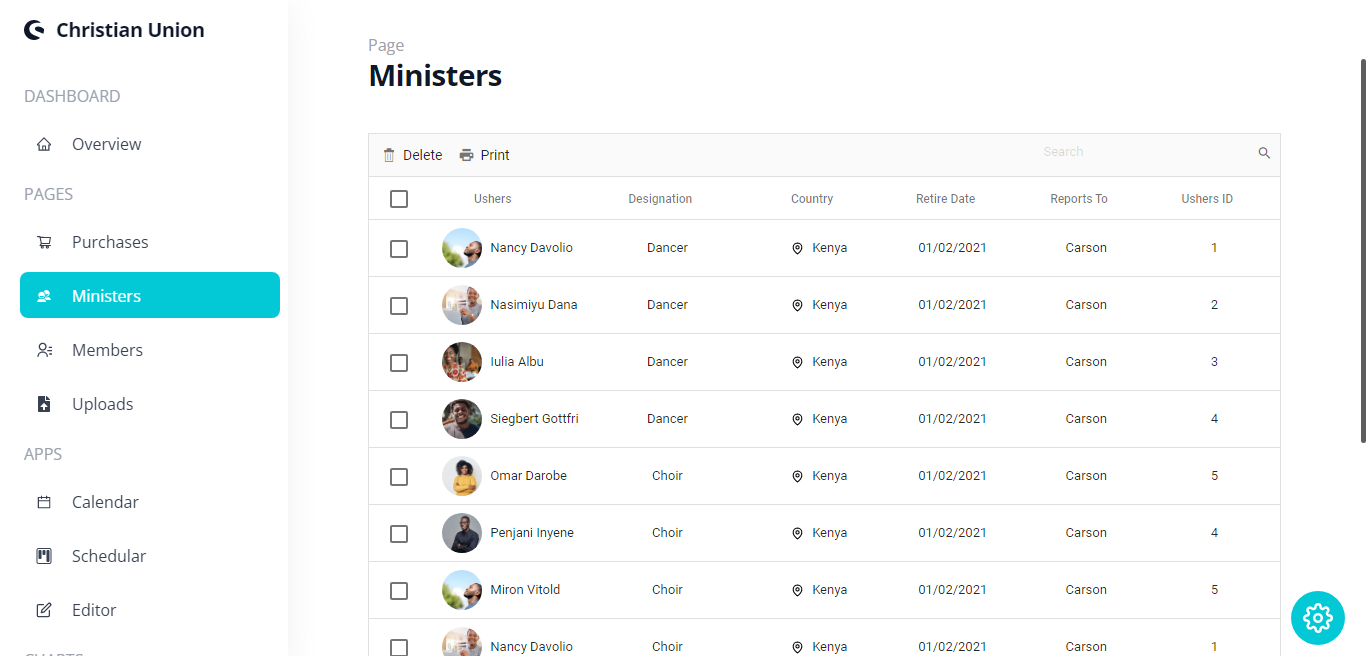 Christian Union
DASHBOARD
Overview
PAGES
Purchases
Ministers
Members
Uploads
APPS
Calendar
Schedular
Editor
CHARTS
Page
Ministers
Delete Print Search
Ushers Designation Country Retire Date Reports To Ushers ID
Nancy Davolio Dancer Kenya 01/02/2021 Carson 1
Nasimiyu Dana Dancer Kenya 01/02/2021 Carson 2
Iulia Albu Dancer Kenya 01/02/2021 Carson 3
Siegbert Gottfri Dancer Kenya 01/02/2021 Carson 4
Omar Darobe Choir Kenya 01/02/2021 Carson 5
Penjani Inyene Choir Kenya 01/02/2021 Carson 4
Miron Vitold Choir Kenya 01/02/2021 Carson 5
Nancy Davolio Choir Kenya 01/02/2021 Carson 1